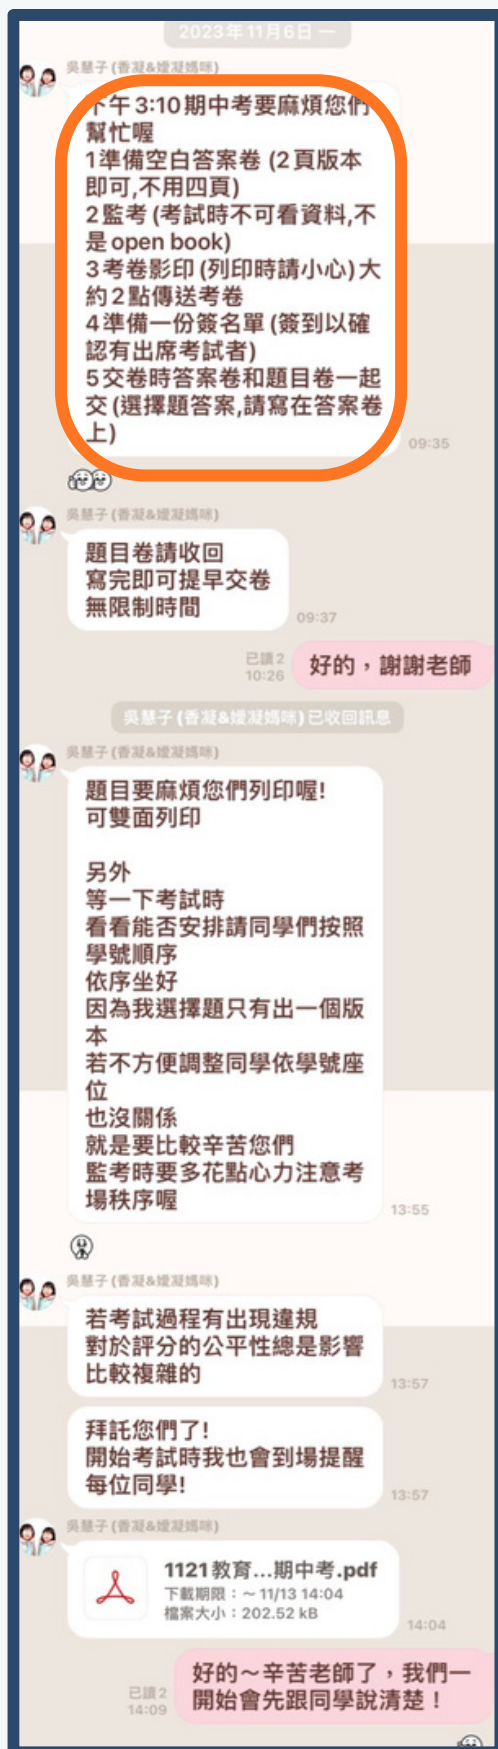 2023年11月6日 一
吳慧子 (香凝&嬡凝媽咪)
下午3:10期中考要麻煩您們
幫忙喔
1準備空白答案卷 (2頁版本
即可,不用四頁)
2監考 (考試時不可看資料,不
是open book)
3考卷影印 (列印時請小心) 大
約2點傳送考卷
4準備一份簽名單 (簽到以確
認有出席考試者)
5交卷時答案卷和題目卷一起
交 (選擇題答案,請寫在答案卷
上)
09:35
吳慧子 (香凝&嬡凝媽咪)
題目卷請收回
寫完即可提早交卷
無限制時間
09:37
已讀2
10:26
好的，謝謝老師
吳慧子 (香凝&嬡凝媽咪) 已收回訊息
吳慧子 (香凝&嬡凝媽咪)
題目要麻煩您們列印喔!
可雙面列印
另外
等一下考試時
看看能否安排請同學們按照
學號順序
依序坐好
因為我選擇題只有出一個版
本
若不方便調整同學依學號座
位
也沒關係
就是要比較辛苦您們
監考時要多花點心力注意考
場秩序喔
13:55
吳慧子 (香凝&嬡凝媽咪)
若考試過程有出現違規
對於評分的公平性總是影響
比較複雜的
13:57
拜託您們了!
開始考試時我也會到場提醒
每位同學!
13:57
吳慧子 (香凝&嬡凝媽咪)
1121教育...期中考.pdf
下載期限：～ 11/13 14:04
檔案大小：202.52 kB
14:04
已讀2
14:09
好的～辛苦老師了，我們一
開始會先跟同學說清楚！